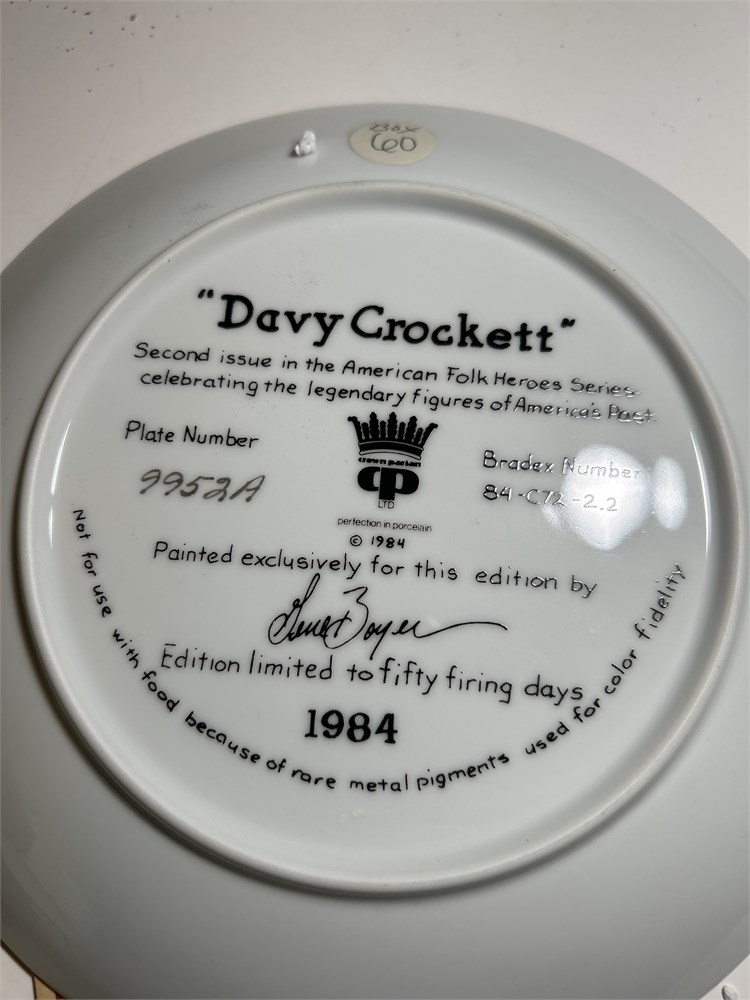 Box
60
"Davy Crockett"
Second issue in the American Folk Heroes Series
celebrating the legendary figures of America's Past.
Plate Number
9952A
crown parian
cp
LTD
perfection in porcelain
© 1984
Bradex Number
84-C72-2.2
Painted exclusively for this edition by
Gene Boyer
Edition limited to fifty firing days
1984
Not for use with food because of rare metal pigments used for color fidelity